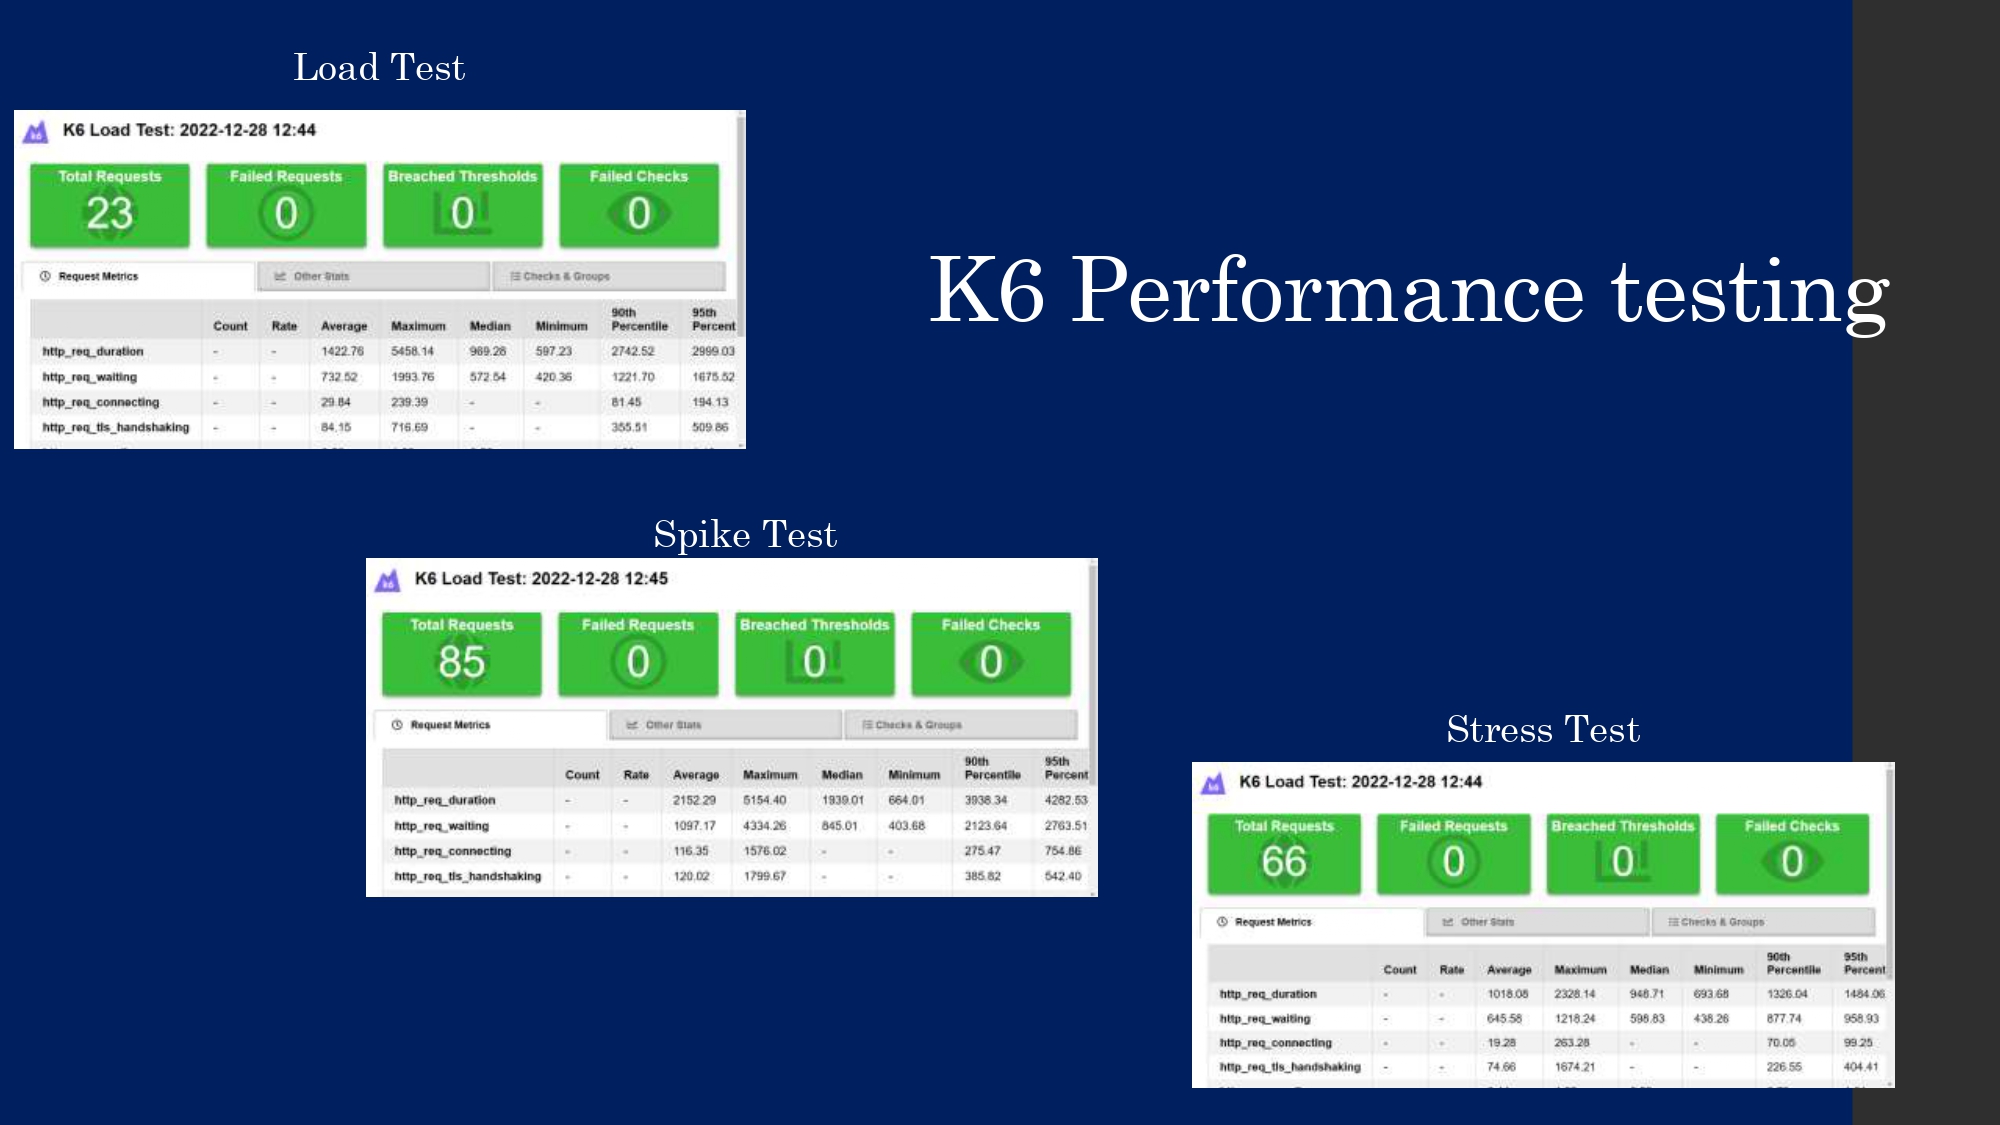 Load Test
K6 Load Test: 2022-12-28 12:44
Total Requests Failed Requests Breached Thresholds Failed Checks
23 0 0 0
Request Metrics Other Stats Checks & Groups
Count Rate Average Maximum Median Minimum 90th Percentile 95th Percent
http_req_duration - - 1422.76 5458.14 969.28 597.23 2742.52 2999.03
http_req_waiting - - 732.52 1993.76 572.54 420.36 1221.70 1675.52
http_req_connecting - - 29.84 239.39 - - 81.45 194.13
http_req_tls_handshaking - - 84.15 716.69 - - 355.51 509.86
K6 Performance testing
Spike Test
K6 Load Test: 2022-12-28 12:45
Total Requests Failed Requests Breached Thresholds Failed Checks
85 0 0 0
Request Metrics Other Stats Checks & Groups
Count Rate Average Maximum Median Minimum 90th Percentile 95th Percent
http_req_duration - - 2152.29 5154.40 1939.01 664.01 3938.34 4282.53
http_req_waiting - - 1097.17 4334.26 845.01 403.68 2123.64 2763.51
http_req_connecting - - 116.35 1576.02 - - 275.47 754.86
http_req_tls_handshaking - - 120.02 1799.67 - - 385.82 542.40
Stress Test
K6 Load Test: 2022-12-28 12:44
Total Requests Failed Requests Breached Thresholds Failed Checks
66 0 0 0
Request Metrics Other Stats Checks & Groups
Count Rate Average Maximum Median Minimum 90th Percentile 95th Percent
http_req_duration - - 1018.08 2328.14 948.71 693.68 1326.04 1484.06
http_req_waiting - - 645.58 1218.24 598.83 438.26 877.74 958.93
http_req_connecting - - 19.28 263.28 - - 70.05 99.25
http_req_tls_handshaking - - 74.66 1674.21 - - 226.55 404.41